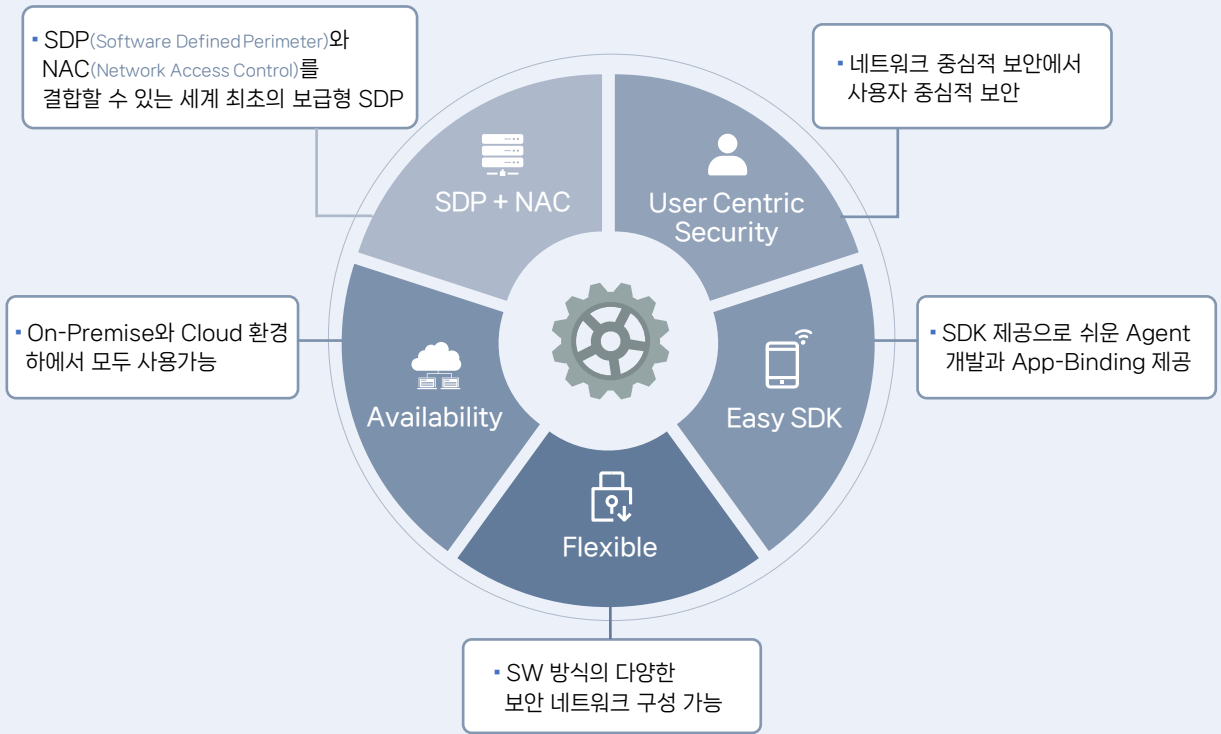 ▪ SDP(Software Defined Perimeter)와
NAC(Network Access Control)를
결합할 수 있는 세계 최초의 보급형 SDP
▪ 네트워크 중심적 보안에서
사용자 중심적 보안
SDP + NAC
User Centric
Security
▪ On-Premise와 Cloud 환경
하에서 모두 사용가능
▪ SDK 제공으로 쉬운 Agent
개발과 App-Binding 제공
Availability
Easy SDK
Flexible
▪ SW 방식의 다양한
보안 네트워크 구성 가능